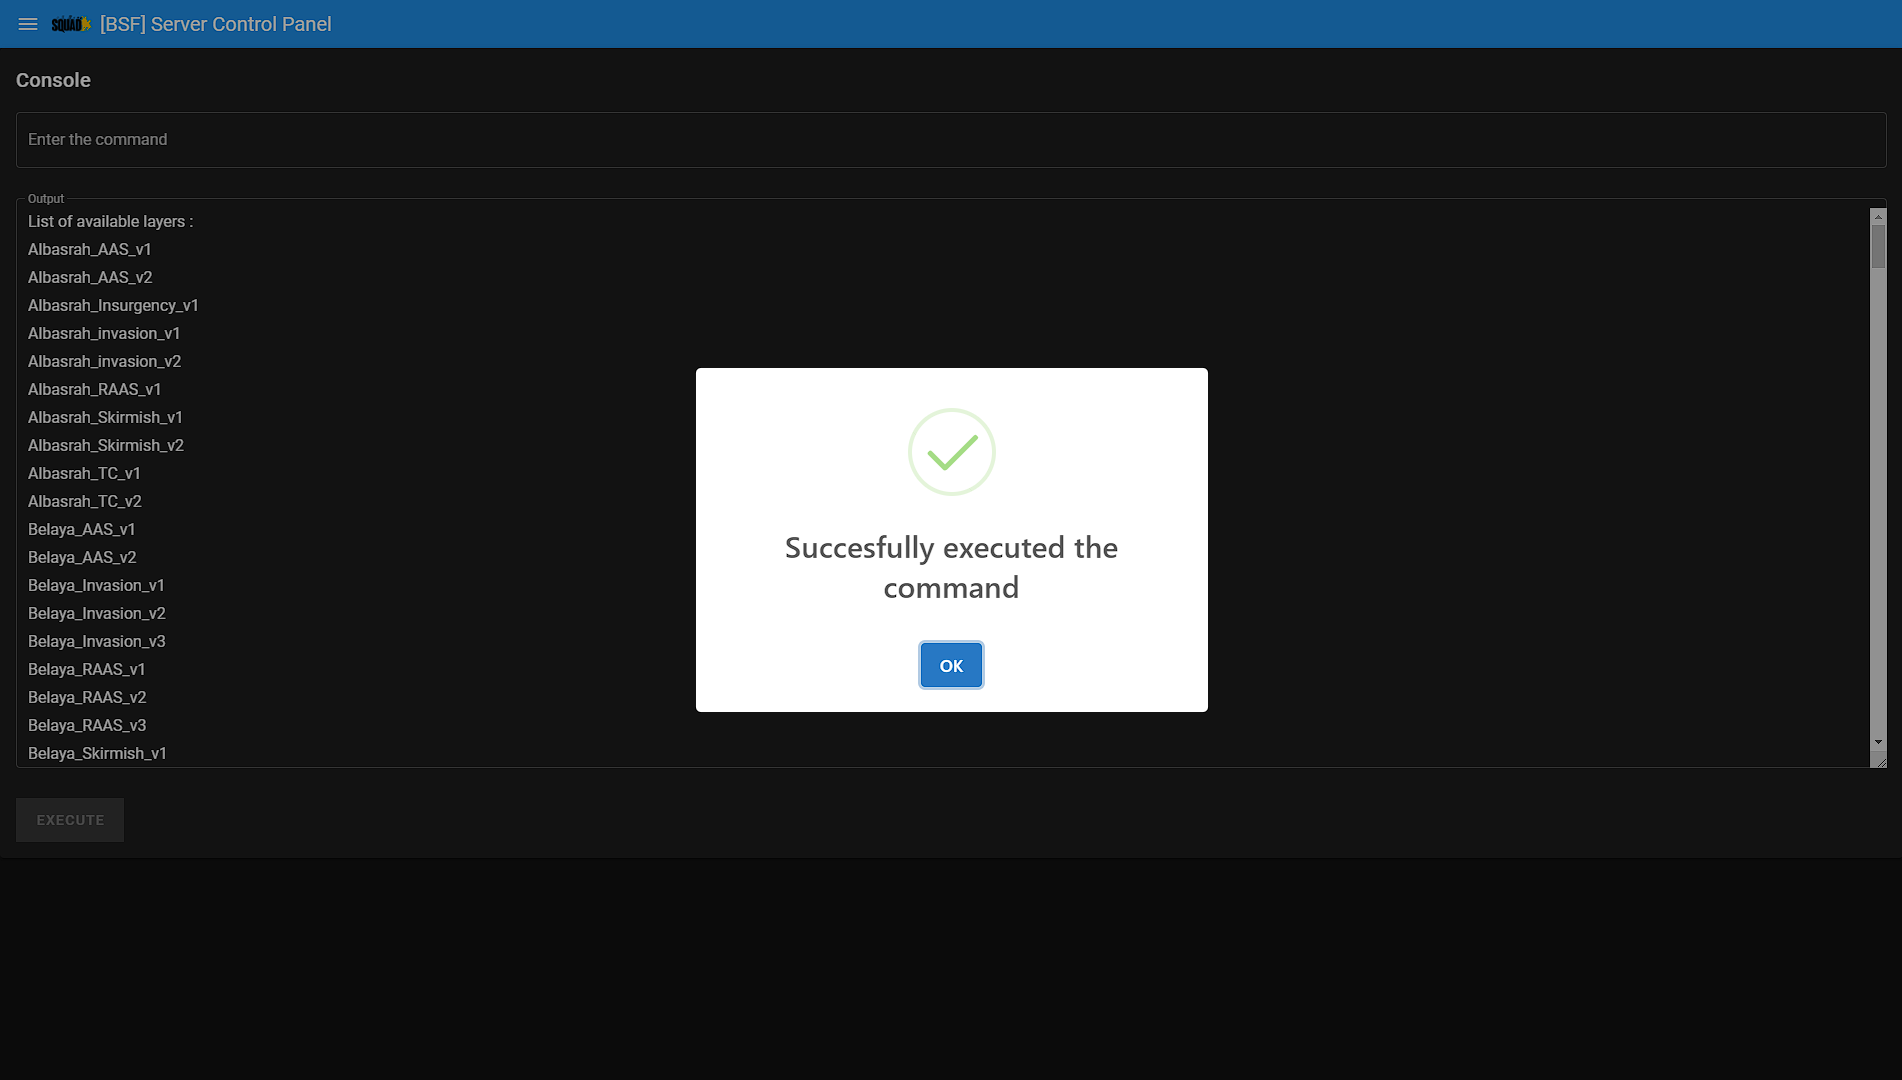 SQUAD [BSF] Server Control Panel
Console
Enter the command
Output
List of available layers :
Albasrah_AAS_v1
Albasrah_AAS_v2
Albasrah_Insurgency_v1
Albasrah_invasion_v1
Albasrah_invasion_v2
Albasrah_RAAS_v1
Albasrah_Skirmish_v1
Albasrah_Skirmish_v2
Albasrah_TC_v1
Albasrah_TC_v2
Belaya_AAS_v1
Belaya_AAS_v2
Belaya_Invasion_v1
Belaya_Invasion_v2
Belaya_Invasion_v3
Belaya_RAAS_v1
Belaya_RAAS_v2
Belaya_RAAS_v3
Belaya_Skirmish_v1
Succesfully executed the
command
OK
EXECUTE